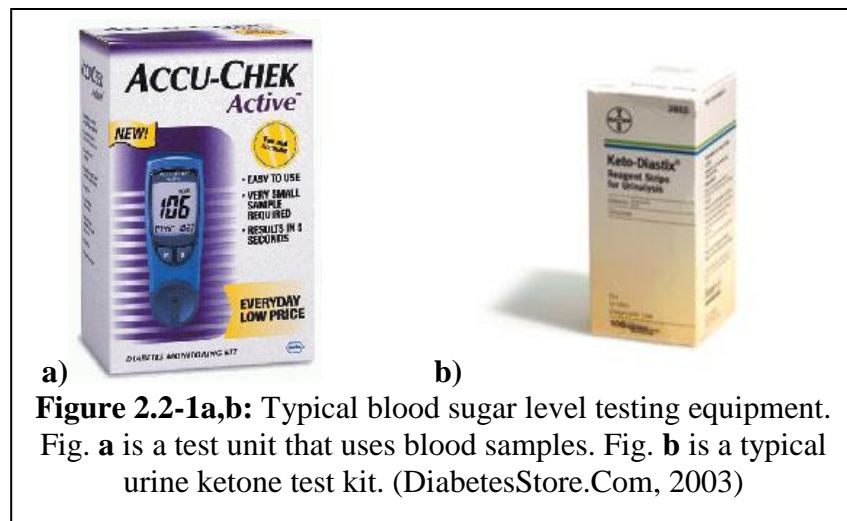 ACCU-CHEK
Active™
NEW!
106
• EASY TO USE
• VERY SMALL
SAMPLE
REQUIRED
• RESULTS IN 5
SECONDS
EVERYDAY
LOW PRICE
DIABETES MONITORING KIT
Keto-Diastix®
Reagent Strips
for Urinalysis
a)
b)
Figure 2.2-1a,b: Typical blood sugar level testing equipment.
Fig. a is a test unit that uses blood samples. Fig. b is a typical
urine ketone test kit. (DiabetesStore.Com, 2003)